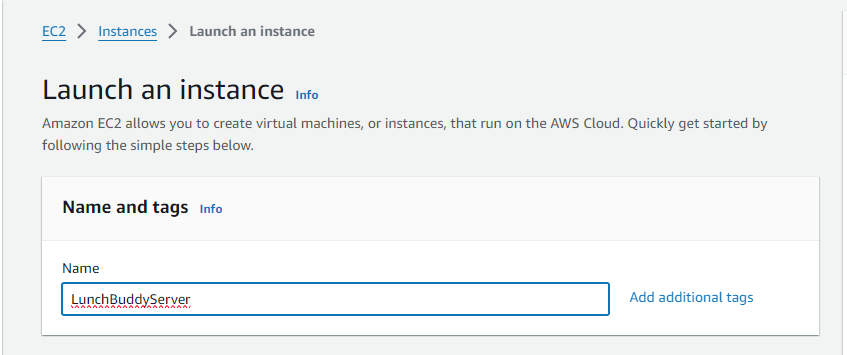 EC2 > Instances > Launch an instance
Launch an instance Info
Amazon EC2 allows you to create virtual machines, or instances, that run on the AWS Cloud. Quickly get started by
following the simple steps below.
Name and tags Info
Name
LunchBuddyServer Add additional tags